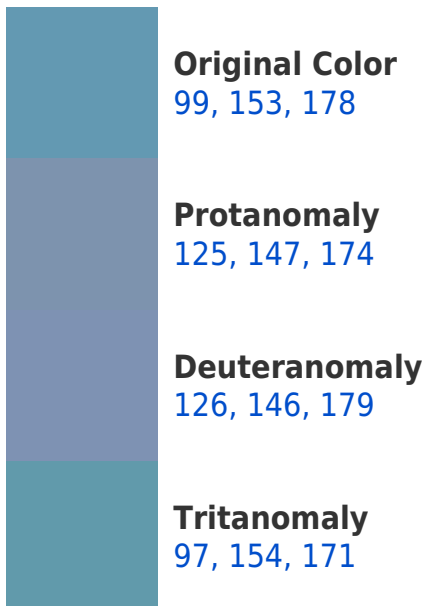 Original Color
99, 153, 178
Protanomaly
125, 147, 174
Deuteranomaly
126, 146, 179
Tritanomaly
97, 154, 171